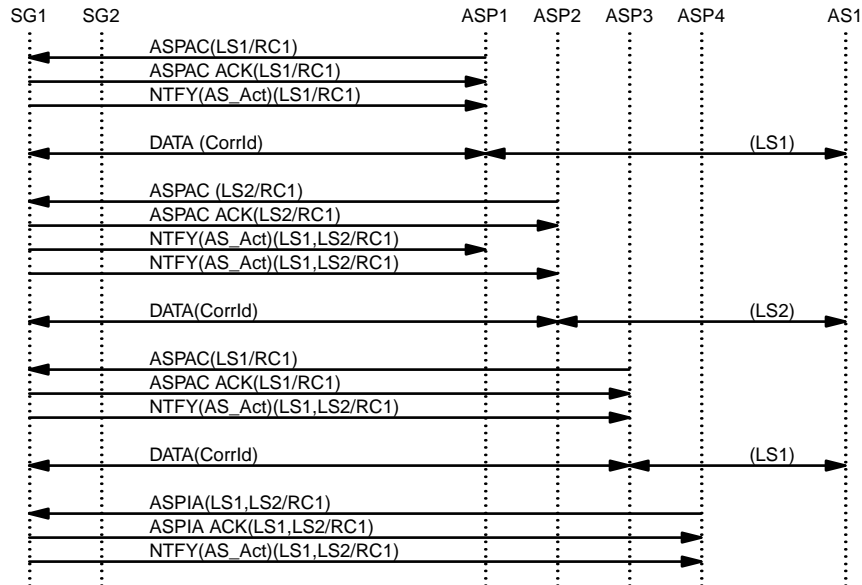 SG1 SG2 ASP1 ASP2 ASP3 ASP4 AS1
ASPAC(LS1/RC1)
ASPAC ACK(LS1/RC1)
NTFY(AS_Act)(LS1/RC1)
DATA (CorrId) (LS1)
ASPAC (LS2/RC1)
ASPAC ACK(LS2/RC1)
NTFY(AS_Act)(LS1,LS2/RC1)
NTFY(AS_Act)(LS1,LS2/RC1)
DATA(CorrId) (LS2)
ASPAC(LS1/RC1)
ASPAC ACK(LS1/RC1)
NTFY(AS_Act)(LS1,LS2/RC1)
DATA(CorrId) (LS1)
ASPIA(LS1,LS2/RC1)
ASPIA ACK(LS1,LS2/RC1)
NTFY(AS_Act)(LS1,LS2/RC1)